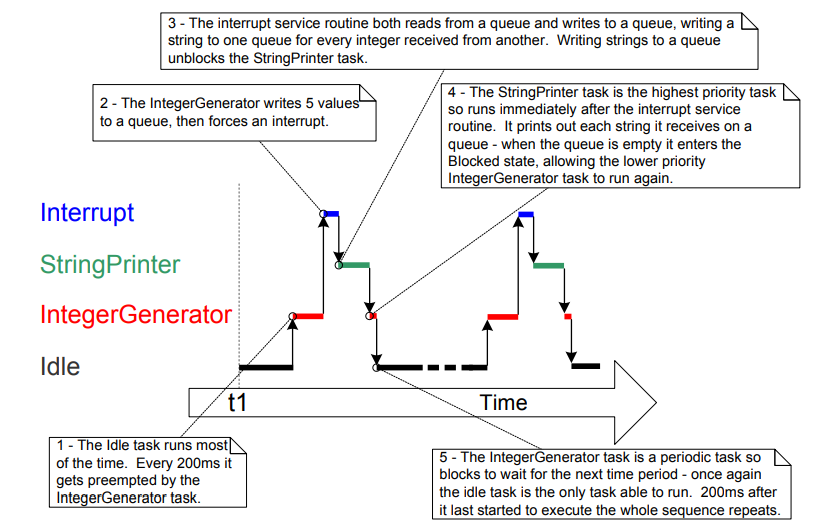 3 - The interrupt service routine both reads from a queue and writes to a queue, writing a
string to one queue for every integer received from another.  Writing strings to a queue
unblocks the StringPrinter task.
2 - The IntegerGenerator writes 5 values
to a queue, then forces an interrupt.
4 - The StringPrinter task is the highest priority task
so runs immediately after the interrupt service
routine.  It prints out each string it receives on a
queue - when the queue is empty it enters the
Blocked state, allowing the lower priority
IntegerGenerator task to run again.
Interrupt
StringPrinter
IntegerGenerator
Idle
t1
Time
1 - The Idle task runs most
of the time.  Every 200ms it
gets preempted by the
IntegerGenerator task.
5 - The IntegerGenerator task is a periodic task so
blocks to wait for the next time period - once again
the idle task is the only task able to run.  200ms after
it last started to execute the whole sequence repeats.